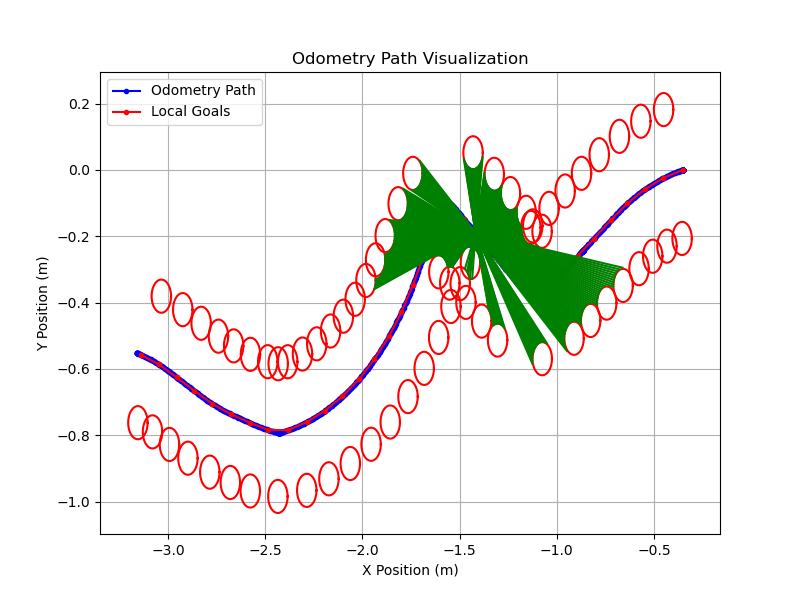 Odometry Path Visualization
Odometry Path
Local Goals
Y Position (m)
0.2
0.0
−0.2
−0.4
−0.6
−0.8
−1.0
−3.0 −2.5 −2.0 −1.5 −1.0 −0.5
X Position (m)